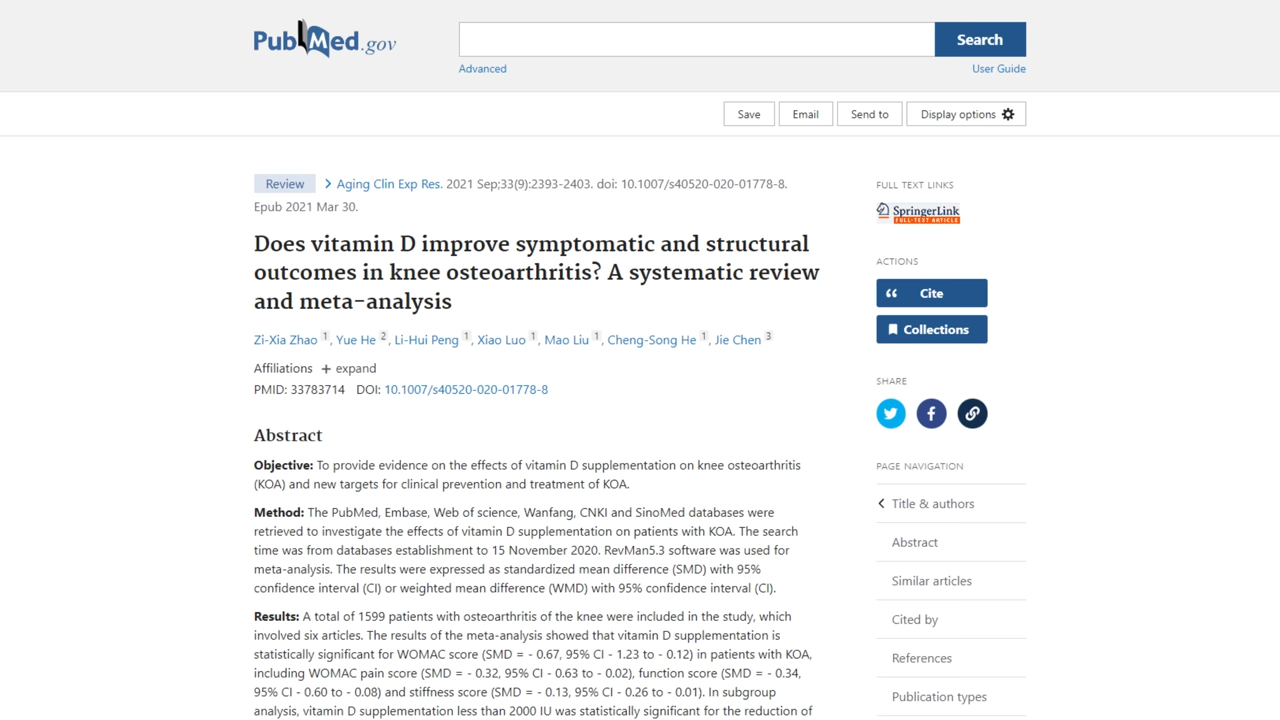 PubMed.gov
Search
Advanced
User Guide
Save
Email
Send to
Display options
Review
Aging Clin Exp Res. 2021 Sep;33(9):2393-2403. doi: 10.1007/s40520-020-01778-8.
Epub 2021 Mar 30.
Does vitamin D improve symptomatic and structural
outcomes in knee osteoarthritis? A systematic review
and meta-analysis
Zi-Xia Zhao 1, Yue He 2, Li-Hui Peng 1, Xiao Luo 1, Mao Liu 1, Cheng-Song He 1, Jie Chen 3
Affiliations + expand
PMID: 33783714 DOI: 10.1007/s40520-020-01778-8
Abstract
Objective: To provide evidence on the effects of vitamin D supplementation on knee osteoarthritis
(KOA) and new targets for clinical prevention and treatment of KOA.
Method: The PubMed, Embase, Web of science, Wanfang, CNKI and SinoMed databases were
retrieved to investigate the effects of vitamin D supplementation on patients with KOA. The search
time was from databases establishment to 15 November 2020. RevMan5.3 software was used for
meta-analysis. The results were expressed as standardized mean difference (SMD) with 95%
confidence interval (CI) or weighted mean difference (WMD) with 95% confidence interval (CI).
Results: A total of 1599 patients with osteoarthritis of the knee were included in the study, which
involved six articles. The results of the meta-analysis showed that vitamin D supplementation is
statistically significant for WOMAC score (SMD = - 0.67, 95% CI - 1.23 to - 0.12) in patients with KOA,
including WOMAC pain score (SMD = - 0.32, 95% CI - 0.63 to - 0.02), function score (SMD = - 0.34,
95% CI - 0.60 to - 0.08) and stiffness score (SMD = - 0.13, 95% CI - 0.26 to - 0.01). In subgroup
analysis, vitamin D supplementation less than 2000 IU was statistically significant for the reduction of
FULL TEXT LINKS
SpringerLink
FULL-TEXT ARTICLE
ACTIONS
Cite
Collections
SHARE
PAGE NAVIGATION
Title & authors
Abstract
Similar articles
Cited by
References
Publication types